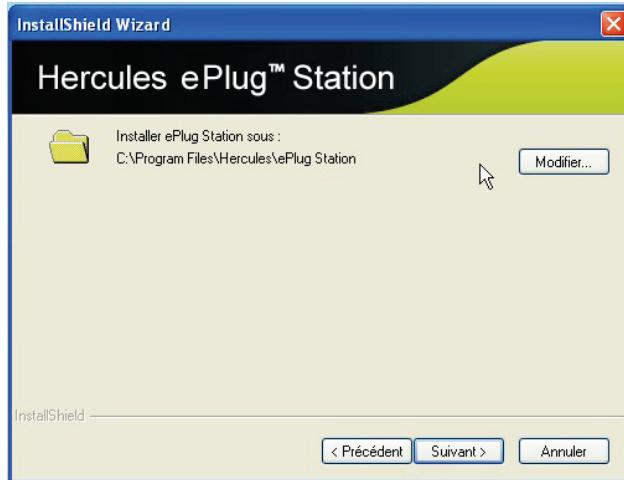 InstallShield Wizard
Hercules ePlug™ Station
Installer ePlug Station sous :
C:\Program Files\Hercules\ePlug Station
Modifier...
InstallShield
< Précédent
Suivant >
Annuler